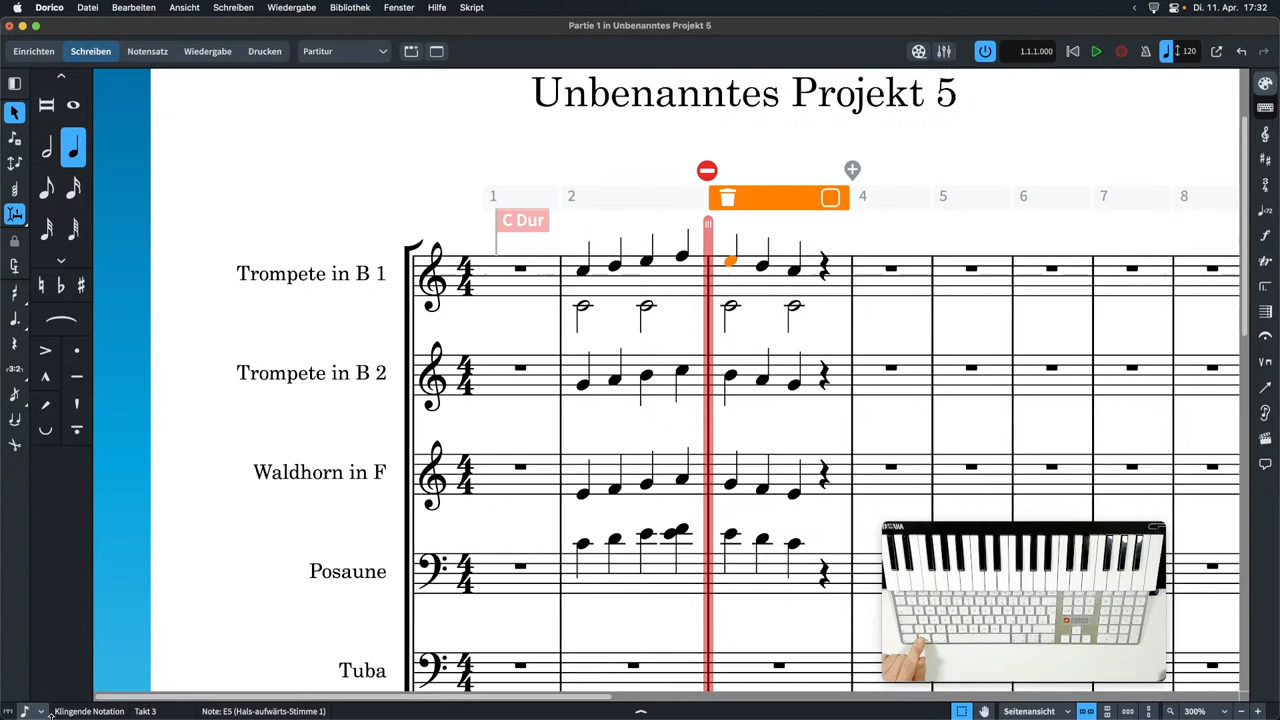 Dorico Datei Bearbeiten Ansicht Schreiben Wiedergabe Bibliothek Fenster Hilfe Skript Di. 11. Apr. 17:32
Partie 1 in Unbenanntes Projekt 5
Einrichten Schreiben Notensatz Wiedergabe Drucken Partitur 1.1.1.000 120
Unbenanntes Projekt 5
1 2 4 5 6 7 8
C Dur
Trompete in B 1
Trompete in B 2
Waldhorn in F
Posaune
YAMAHA
DORICO
Tuba
Klingende Notation Takt 3 Note: E5 (Hals-aufwärts-Stimme 1) Seitenansicht 300%